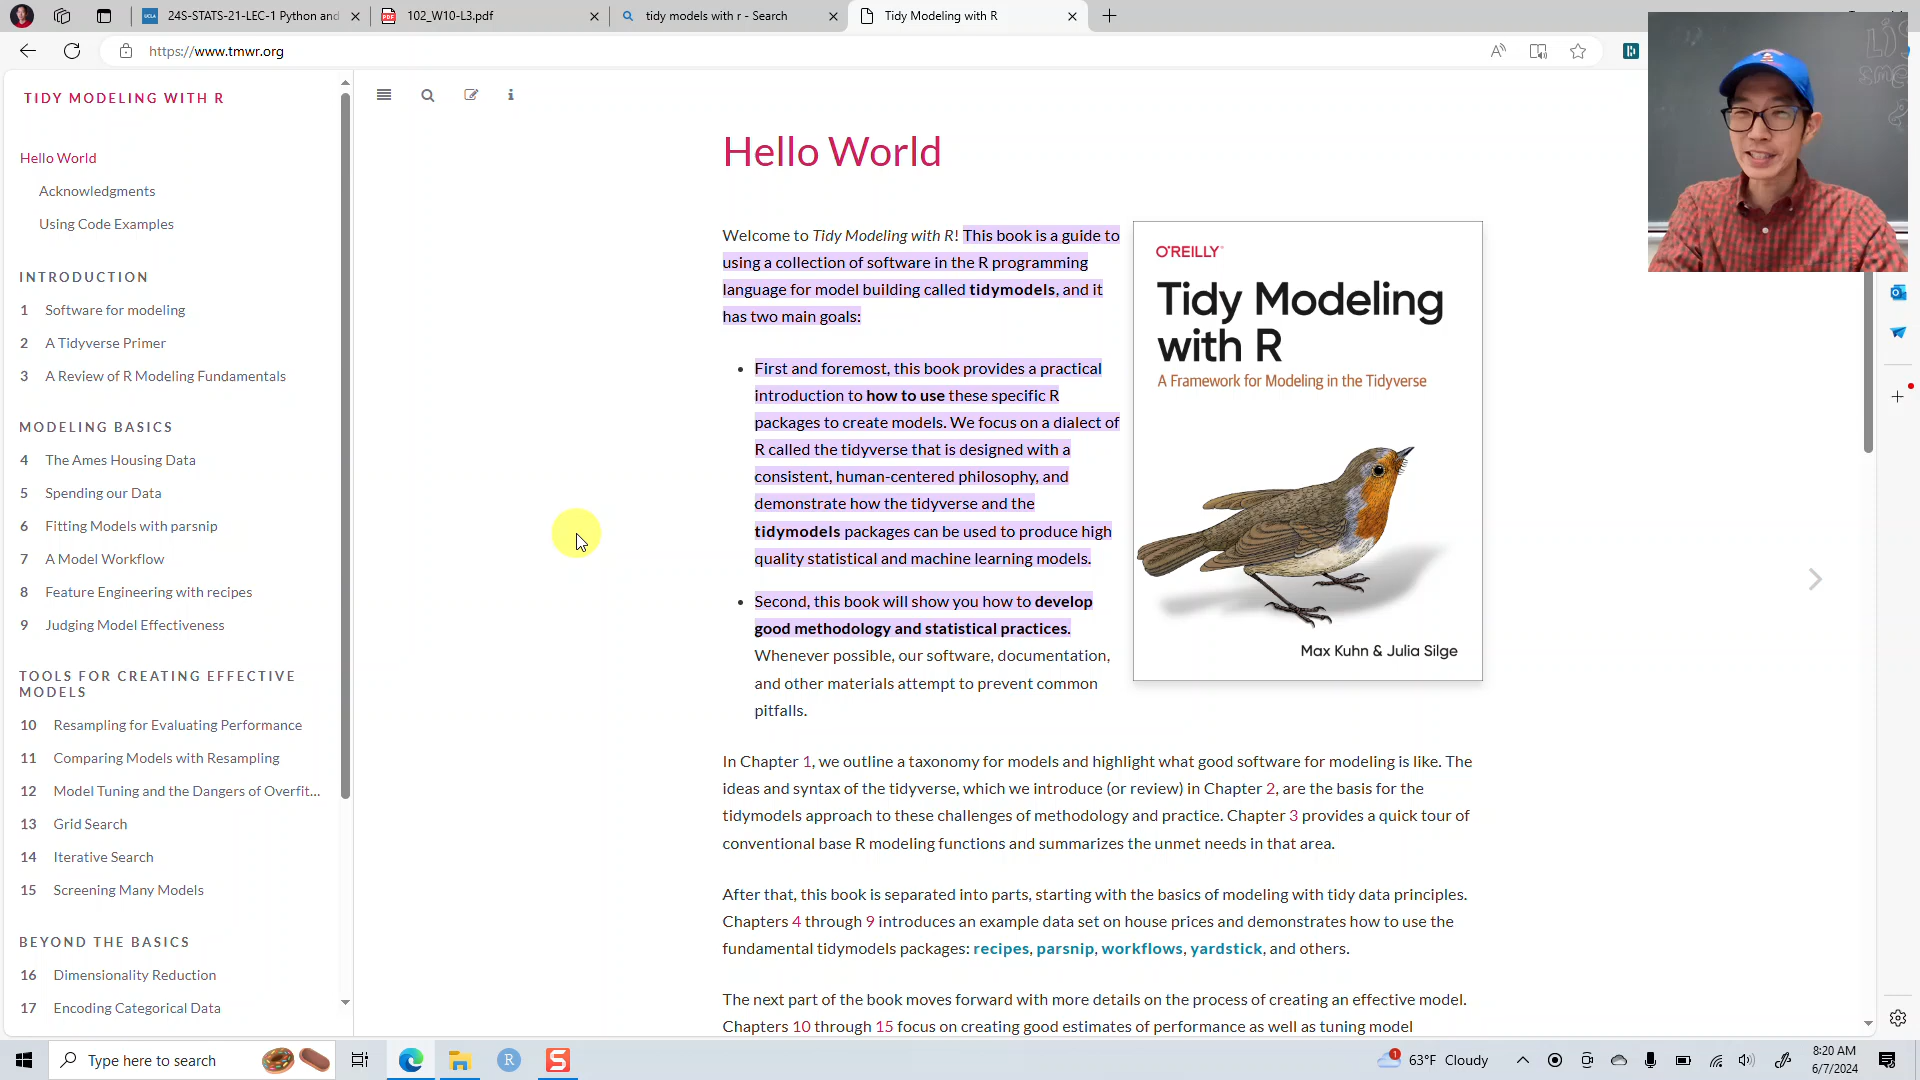 24S-STATS-21-LEC-1 Python and
102_W10-L3.pdf
tidy models with r - Search
Tidy Modeling with R
https://www.tmwr.org
TIDY MODELING WITH R
Hello World
Acknowledgments
Using Code Examples
INTRODUCTION
1 Software for modeling
2 A Tidyverse Primer
3 A Review of R Modeling Fundamentals
MODELING BASICS
4 The Ames Housing Data
5 Spending our Data
6 Fitting Models with parsnip
7 A Model Workflow
8 Feature Engineering with recipes
9 Judging Model Effectiveness
TOOLS FOR CREATING EFFECTIVE
MODELS
10 Resampling for Evaluating Performance
11 Comparing Models with Resampling
12 Model Tuning and the Dangers of Overfit...
13 Grid Search
14 Iterative Search
15 Screening Many Models
BEYOND THE BASICS
16 Dimensionality Reduction
17 Encoding Categorical Data
Hello World
Welcome to Tidy Modeling with R! This book is a guide to
using a collection of software in the R programming
language for model building called tidymodels, and it
has two main goals:
• First and foremost, this book provides a practical
introduction to how to use these specific R
packages to create models. We focus on a dialect of
R called the tidyverse that is designed with a
consistent, human-centered philosophy, and
demonstrate how the tidyverse and the
tidymodels packages can be used to produce high
quality statistical and machine learning models.
• Second, this book will show you how to develop
good methodology and statistical practices.
Whenever possible, our software, documentation,
and other materials attempt to prevent common
pitfalls.
O'REILLY
Tidy Modeling
with R
A Framework for Modeling in the Tidyverse
Max Kuhn & Julia Silge
In Chapter 1, we outline a taxonomy for models and highlight what good software for modeling is like. The
ideas and syntax of the tidyverse, which we introduce (or review) in Chapter 2, are the basis for the
tidymodels approach to these challenges of methodology and practice. Chapter 3 provides a quick tour of
conventional base R modeling functions and summarizes the unmet needs in that area.
After that, this book is separated into parts, starting with the basics of modeling with tidy data principles.
Chapters 4 through 9 introduces an example data set on house prices and demonstrates how to use the
fundamental tidymodels packages: recipes, parsnip, workflows, yardstick, and others.
The next part of the book moves forward with more details on the process of creating an effective model.
Chapters 10 through 15 focus on creating good estimates of performance as well as tuning model
Type here to search
63°F Cloudy
8:20 AM
6/7/2024